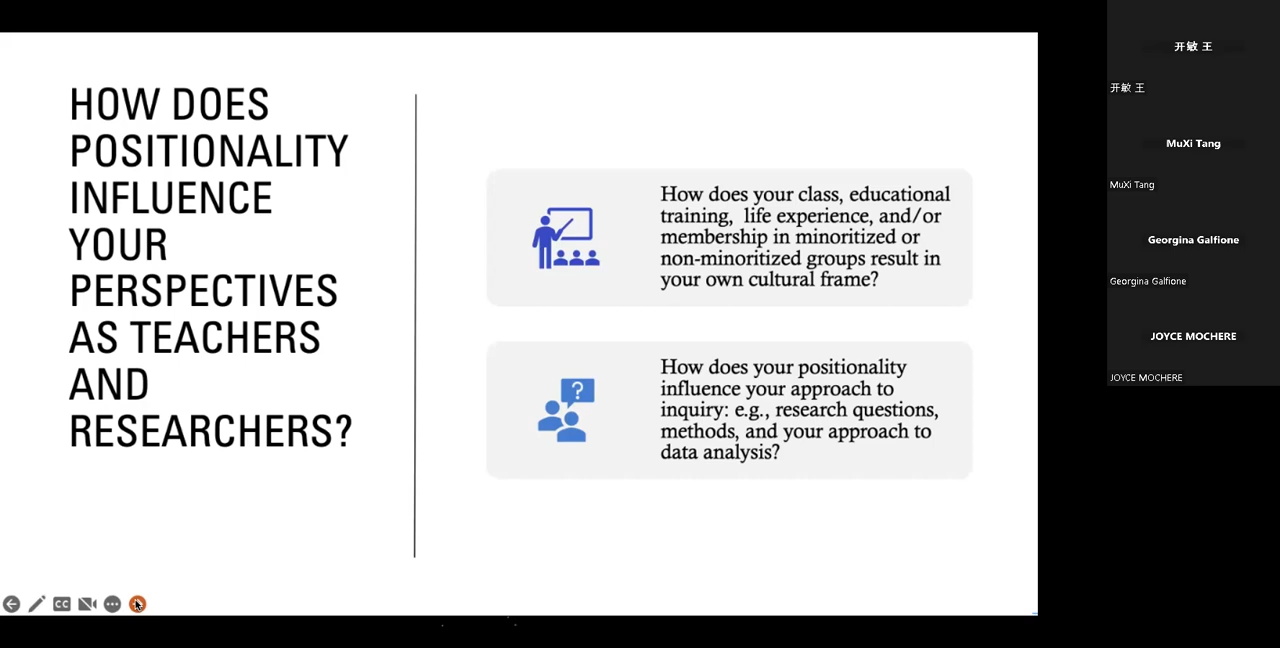 HOW DOES
POSITIONALITY
INFLUENCE
YOUR
PERSPECTIVES
AS TEACHERS
AND
RESEARCHERS?
How does your class, educational
training, life experience, and/or
membership in minoritized or
non-minoritized groups result in
your own cultural frame?
?
How does your positionality
influence your approach to
inquiry: e.g., research questions,
methods, and your approach to
data analysis?
CC
开敏 王
开敏 王
MuXi Tang
MuXi Tang
Georgina Galfione
Georgina Galfione
JOYCE MOCHERE
JOYCE MOCHERE